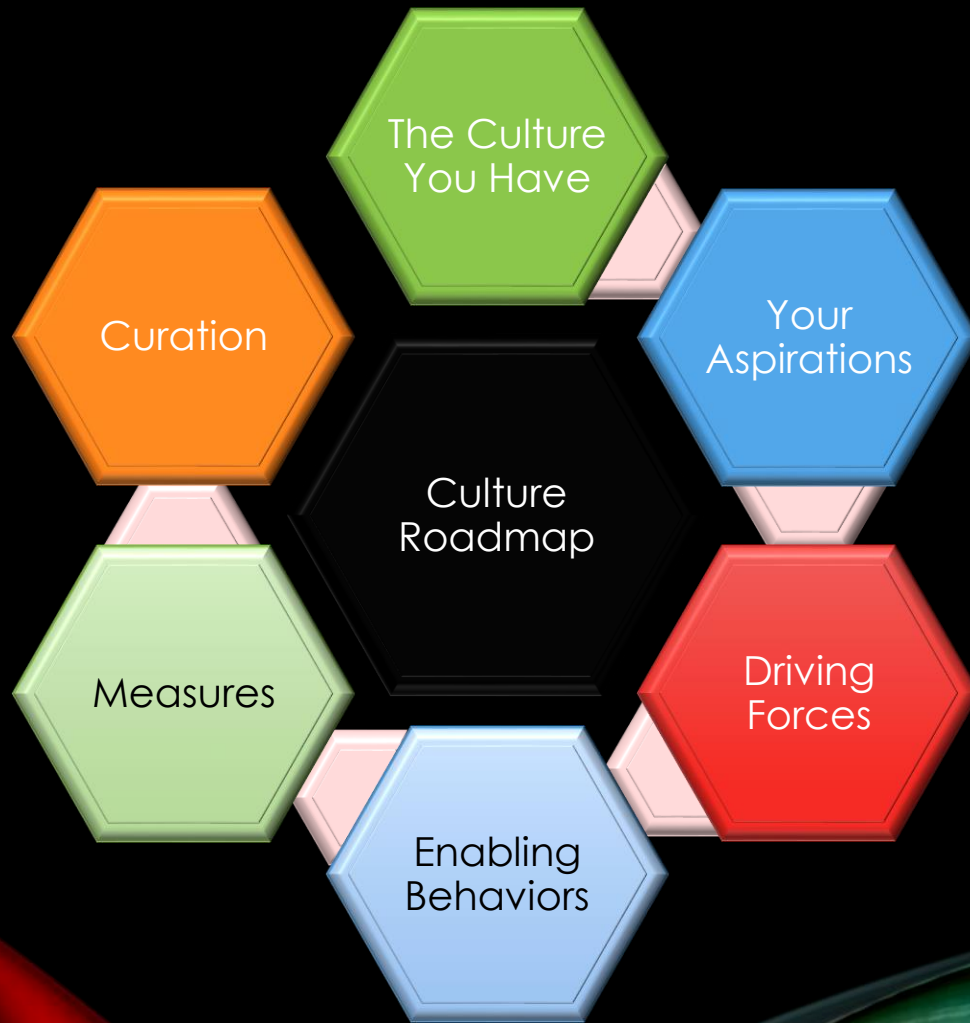 The Culture
You Have
Your
Aspirations
Driving
Forces
Enabling
Behaviors
Measures
Curation
Culture
Roadmap